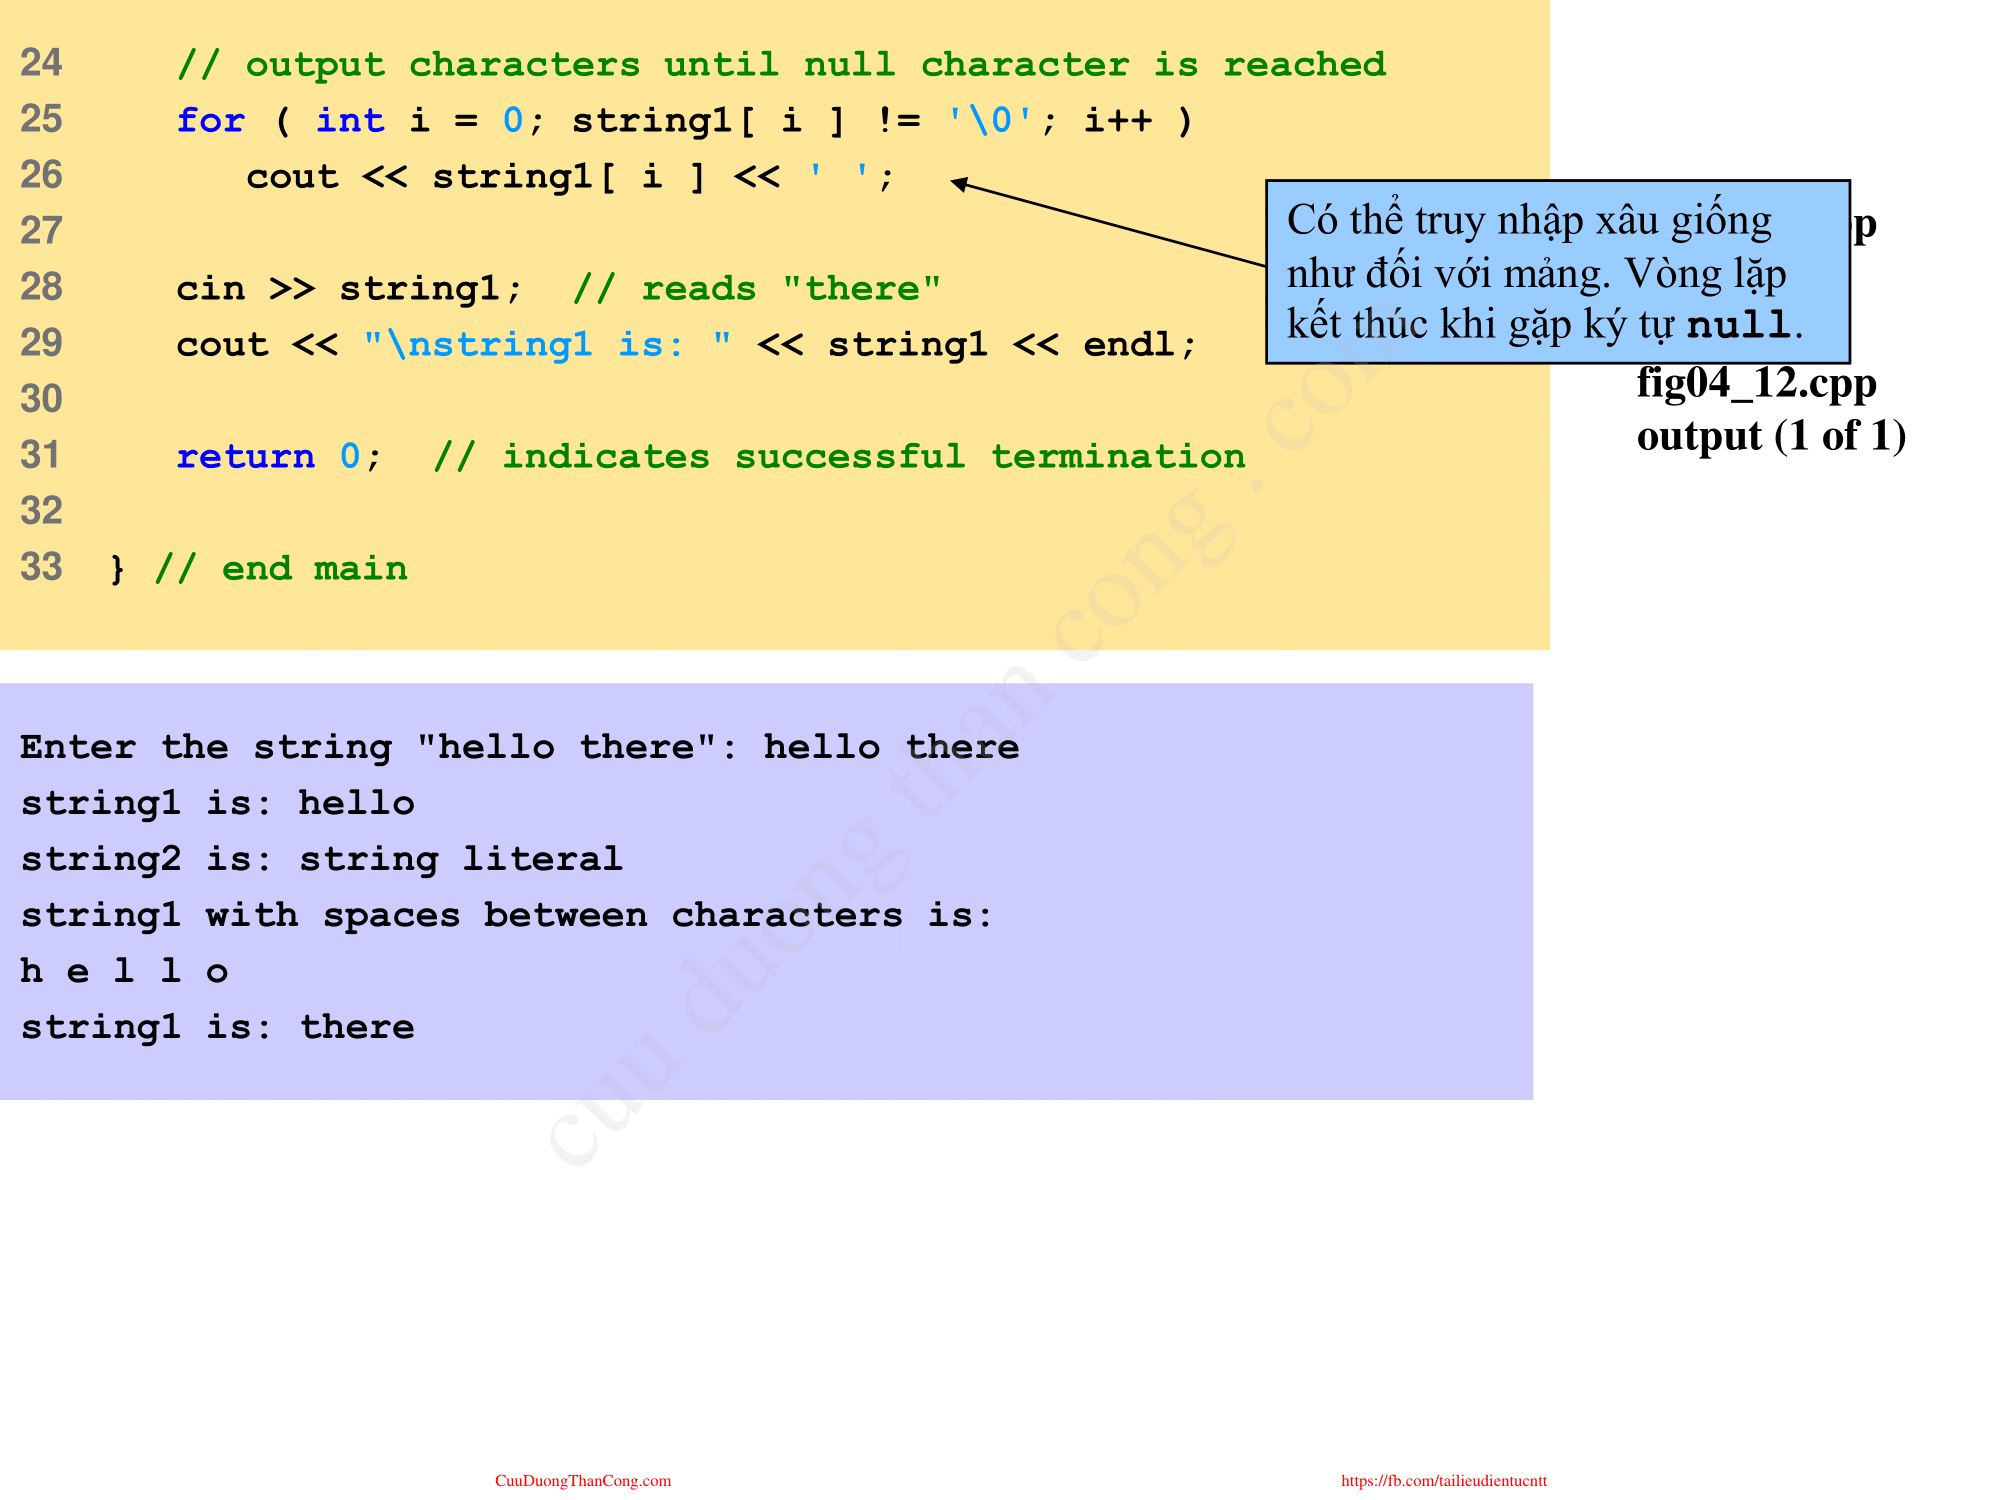 24 // output characters until null character is reached
25 for ( int i = 0; string1[ i ] != '\0'; i++ )
26 cout << string1[ i ] << ' ';
27
28 cin >> string1; // reads "there"
29 cout << "\nstring1 is: " << string1 << endl;
30
31 return 0; // indicates successful termination
32
33 } // end main
Có thể truy nhập xâu giống
như đối với mảng. Vòng lặp
kết thúc khi gặp ký tự null.
fig04_12.cpp
output (1 of 1)
Enter the string "hello there": hello there
string1 is: hello
string2 is: string literal
string1 with spaces between characters is:
h e l l o
string1 is: there
cuu duong than cong . com
CuuDuongThanCong.com
https://fb.com/tailieudientucntt